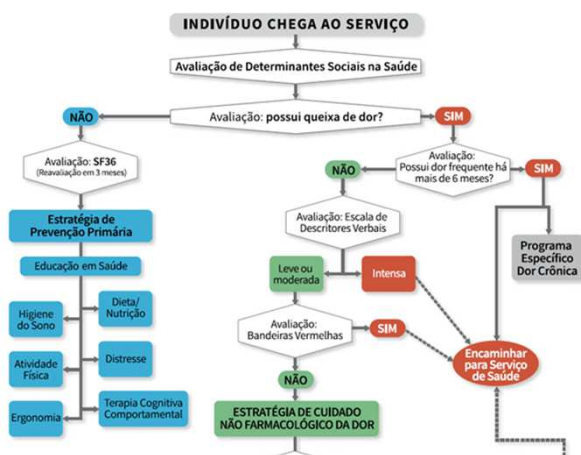 INDIVÍDUO CHEGA AO SERVIÇO
Avaliação de Determinantes Sociais na Saúde
Avaliação: possui queixa de dor?
NÃO
SIM
Avaliação: SF36
(Reavaliação em 3 meses)
Avaliação:
Possui dor frequente há
mais de 6 meses?
NÃO
SIM
Estratégia de
Prevenção Primária
Avaliação: Escala de
Descritores Verbais
Programa
Específico
Dor Crônica
Educação em Saúde
Leve ou
moderada
Intensa
Higiene
do Sono
Dieta/
Nutrição
Avaliação:
Bandeiras Vermelhas
SIM
Encaminhar
para Serviço
de Saúde
Atividade
Física
Distresse
NÃO
Ergonomia
Terapia Cognitiva
Comportamental
ESTRATÉGIA DE CUIDADO
NÃO FARMACOLÓGICO DA DOR